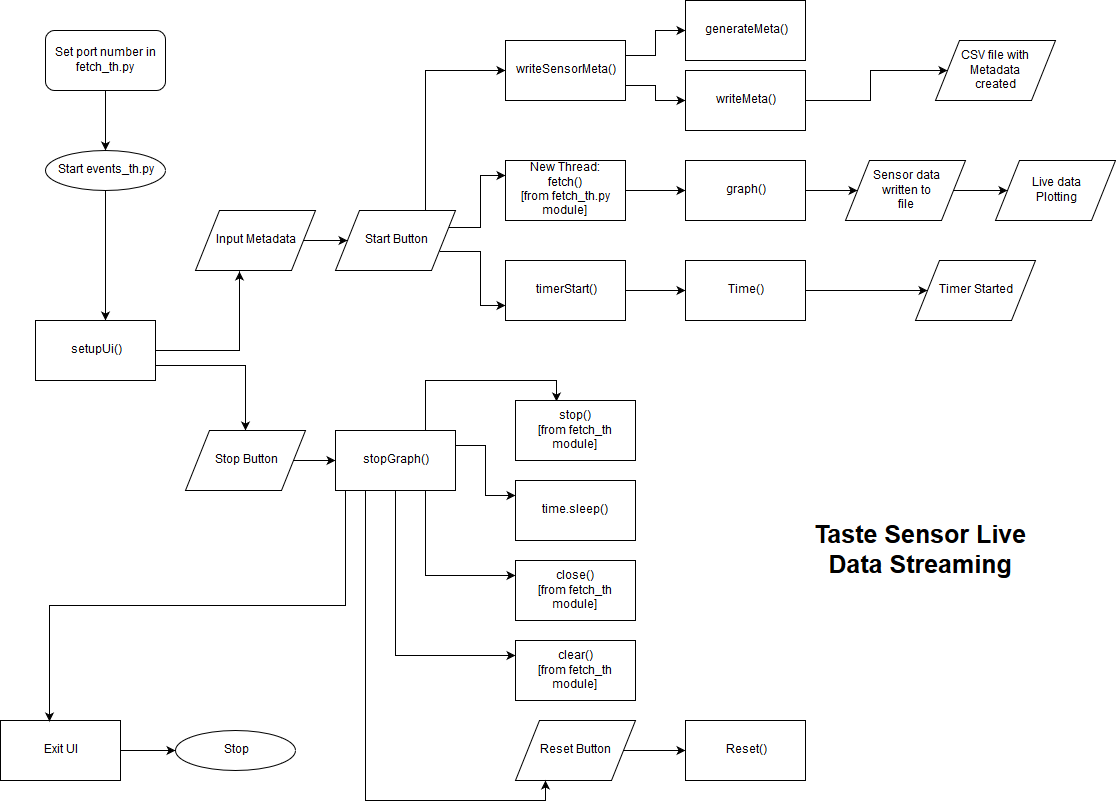 Set port number in
fetch_th.py
Start events_th.py
setupUi()
Input Metadata
Start Button
writeSensorMeta()
generateMeta()
writeMeta()
CSV file with
Metadata
created
New Thread:
fetch()
[from fetch_th.py
module]
graph()
Sensor data
written to
file
Live data
Plotting
timerStart()
Time()
Timer Started
Stop Button
stopGraph()
stop()
[from fetch_th
module]
time.sleep()
close()
[from fetch_th
module]
clear()
[from fetch_th
module]
Taste Sensor Live
Data Streaming
Exit UI
Stop
Reset Button
Reset()